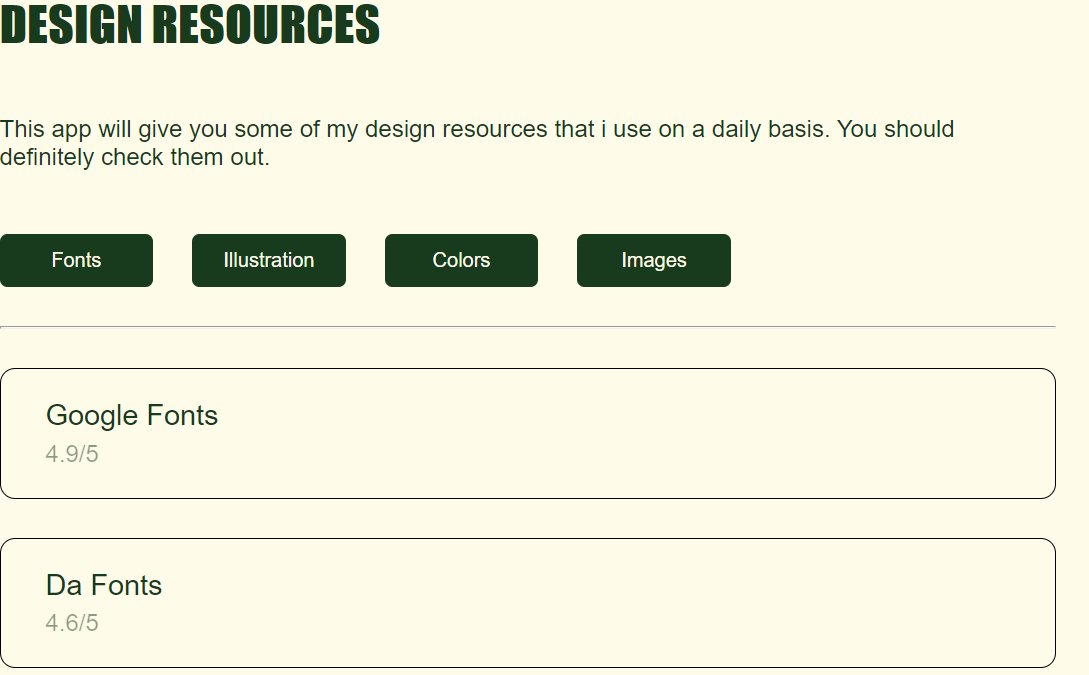 DESIGN RESOURCES
This app will give you some of my design resources that i use on a daily basis. You should
definitely check them out.
Fonts Illustration Colors Images
Google Fonts
4.9/5
Da Fonts
4.6/5